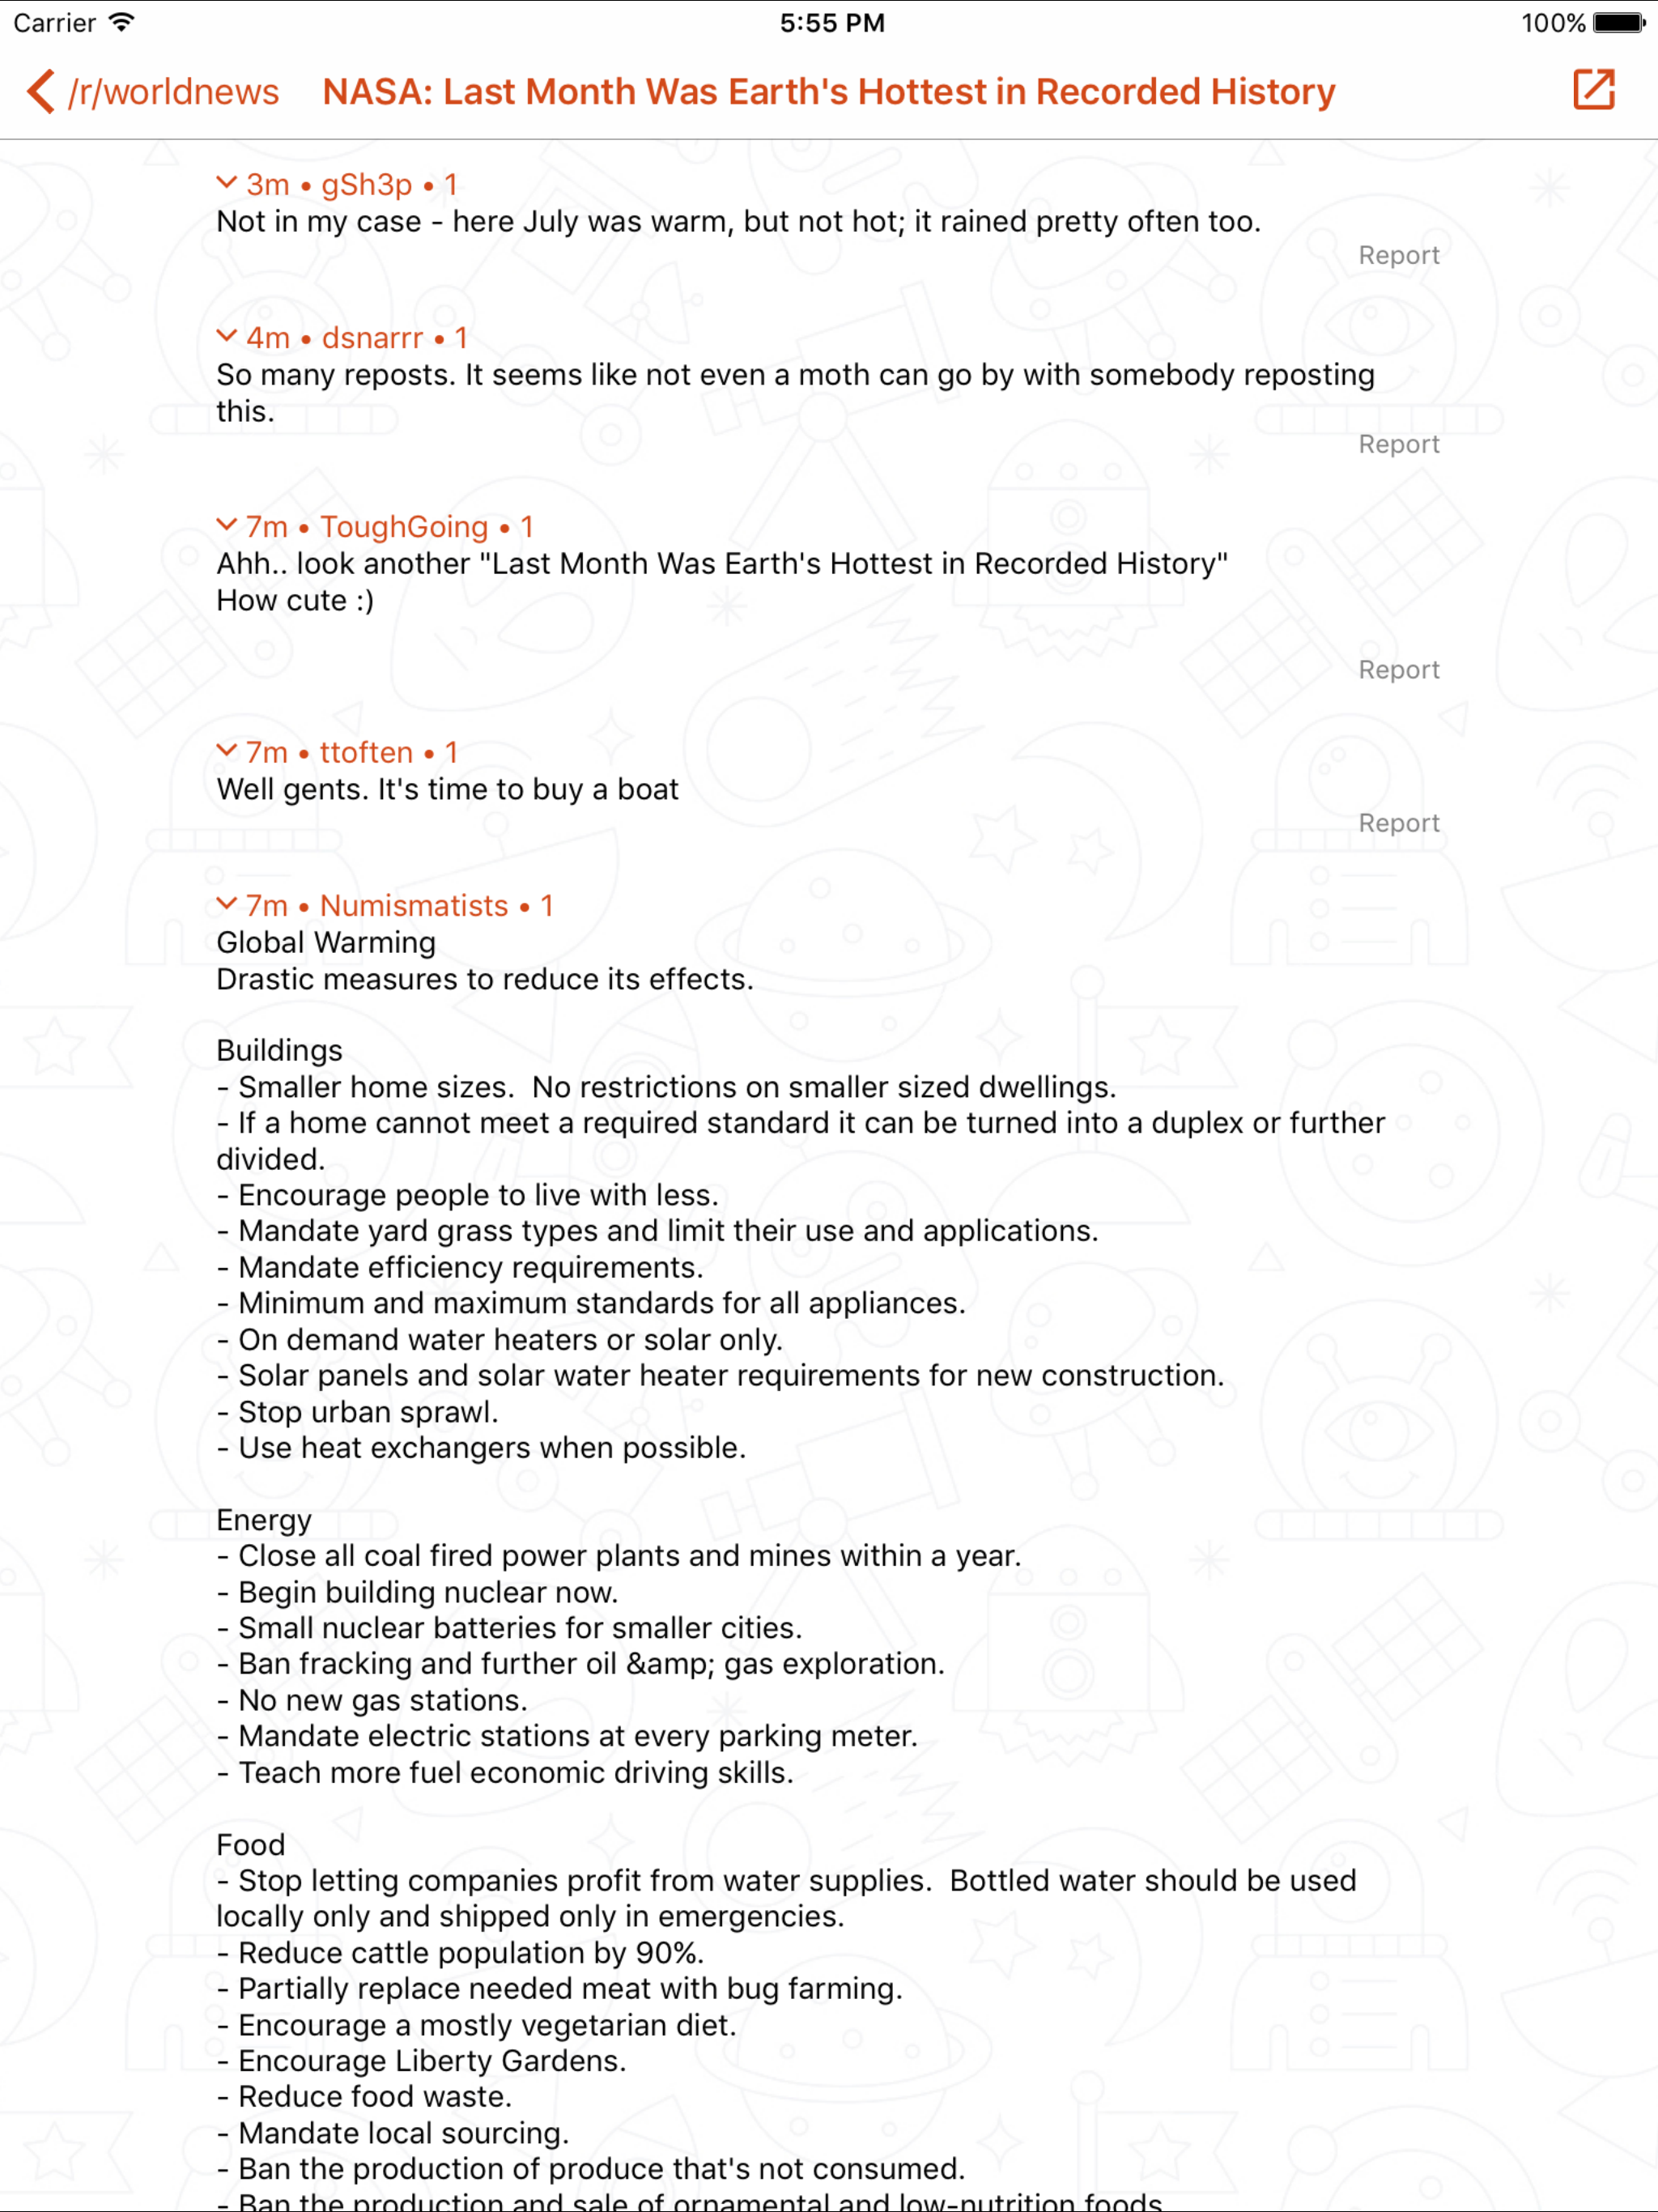 Carrier 5:55 PM 100%
/r/worldnews NASA: Last Month Was Earth's Hottest in Recorded History
3m • gSh3p • 1
Not in my case - here July was warm, but not hot; it rained pretty often too.
Report
4m • dsnarrr • 1
So many reposts. It seems like not even a moth can go by with somebody reposting
this.
Report
7m • ToughGoing • 1
Ahh.. look another "Last Month Was Earth's Hottest in Recorded History"
How cute :)
Report
7m • ttoften • 1
Well gents. It's time to buy a boat
Report
7m • Numismatists • 1
Global Warming
Drastic measures to reduce its effects.
Buildings
- Smaller home sizes.  No restrictions on smaller sized dwellings.
- If a home cannot meet a required standard it can be turned into a duplex or further
divided.
- Encourage people to live with less.
- Mandate yard grass types and limit their use and applications.
- Mandate efficiency requirements.
- Minimum and maximum standards for all appliances.
- On demand water heaters or solar only.
- Solar panels and solar water heater requirements for new construction.
- Stop urban sprawl.
- Use heat exchangers when possible.
Energy
- Close all coal fired power plants and mines within a year.
- Begin building nuclear now.
- Small nuclear batteries for smaller cities.
- Ban fracking and further oil &amp; gas exploration.
- No new gas stations.
- Mandate electric stations at every parking meter.
- Teach more fuel economic driving skills.
Food
- Stop letting companies profit from water supplies.  Bottled water should be used
locally only and shipped only in emergencies.
- Reduce cattle population by 90%.
- Partially replace needed meat with bug farming.
- Encourage a mostly vegetarian diet.
- Encourage Liberty Gardens.
- Reduce food waste.
- Mandate local sourcing.
- Ban the production of produce that's not consumed.
- Ban the production and sale of ornamental and low-nutrition foods